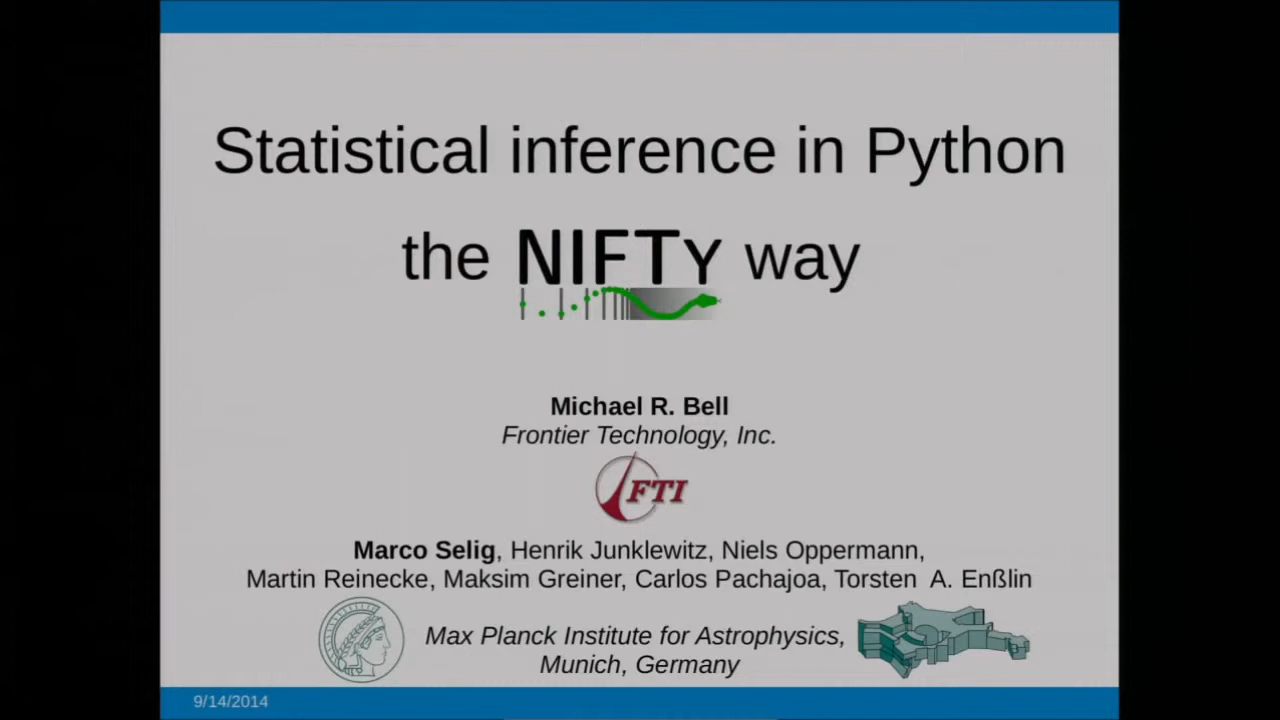 Statistical inference in Python
the NIFTY way
Michael R. Bell
Frontier Technology, Inc.
FTI
Marco Selig, Henrik Junklewitz, Niels Oppermann,
Martin Reinecke, Maksim Greiner, Carlos Pachajoa, Torsten A. Enßlin
Max Planck Institute for Astrophysics,
Munich, Germany
9/14/2014